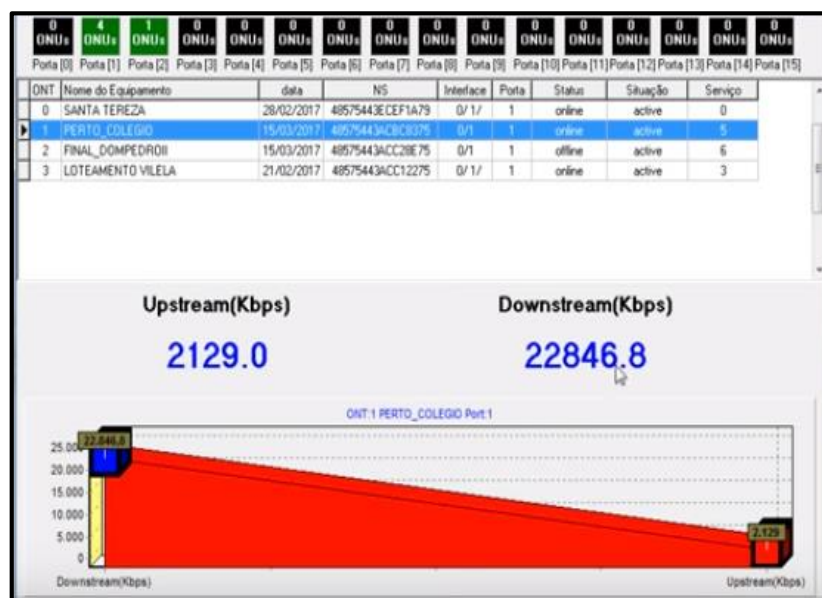 0 4 1 0 0 0 0 0 0 0 0 0 0 0 0 0
ONUs ONUs ONUs ONUs ONUs ONUs ONUs ONUs ONUs ONUs ONUs ONUs ONUs ONUs ONUs ONUs
Porta [0] Porta [1] Porta [2] Porta [3] Porta [4] Porta [5] Porta [6] Porta [7] Porta [8] Porta [9] Porta [10] Porta [11] Porta [12] Porta [13] Porta [14] Porta [15]
ONT Nome do Equipamento data NS Interface Porta Status Situação Serviço
0 SANTA TEREZA 28/02/2017 48575443ECEF1A79 0/1/ 1 online active 0
1 PERTO_COLEGIO 15/03/2017 48575443ACBC8375 0/1 1 online active 5
2 FINAL_DOMPEDROII 15/03/2017 48575443ACC28E75 0/1 1 offline active 6
3 LOTEAMENTO VILELA 21/02/2017 48575443ACC12275 0/1/ 1 online active 3
Upstream(Kbps) Downstream(Kbps)
2129.0 22846.8
ONT:1 PERTO_COLEGIO Port:1
22.846,8
25.000
20.000
15.000
10.000
5.000
0
2.129
Downstream(Kbps) Upstream(Kbps)